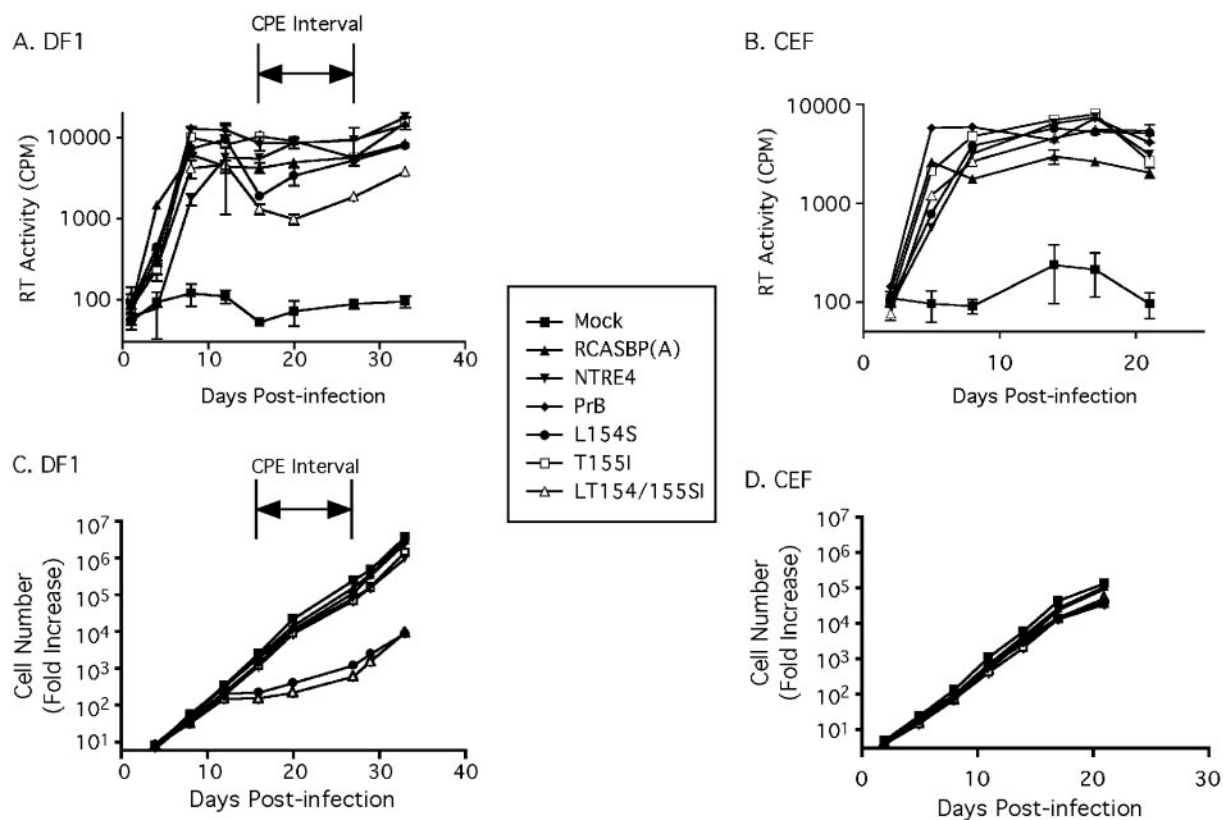 A. DF1
CPE Interval
RT Activity (CPM)
10000
1000
100
0
10
20
30
40
Days Post-infection
B. CEF
RT Activity (CPM)
10000
1000
100
0
10
20
Days Post-infection
Mock
RCASBP(A)
NTRE4
PrB
L154S
T155I
LT154/155SI
C. DF1
CPE Interval
Cell Number
(Fold Increase)
10⁷
10⁶
10⁵
10⁴
10³
10²
10¹
0
10
20
30
40
Days Post-infection
D. CEF
Cell Number
(Fold Increase)
10⁷
10⁶
10⁵
10⁴
10³
10²
10¹
0
10
20
30
Days Post-infection